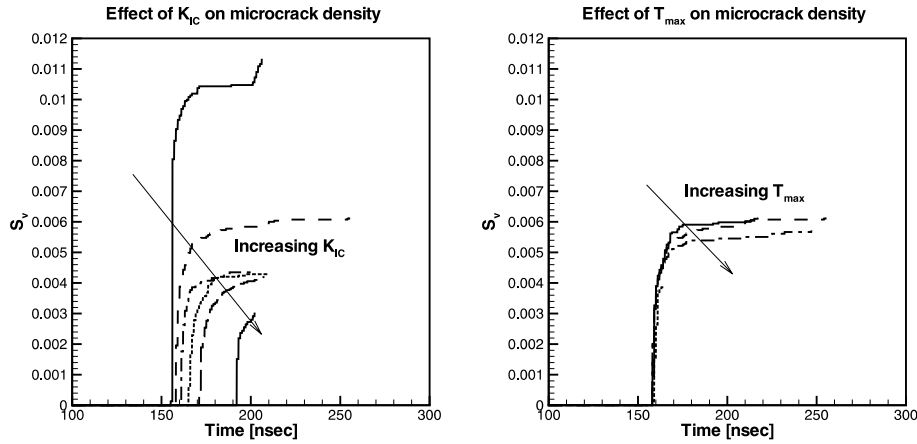 Effect of K_IC on microcrack density
0.012
0.011
0.01
0.009
0.008
0.007
0.006
0.005
0.004
0.003
0.002
0.001
0
S_v
Increasing K_IC
100 150 200 250 300
Time [nsec]
Effect of T_max on microcrack density
0.012
0.011
0.01
0.009
0.008
0.007
0.006
0.005
0.004
0.003
0.002
0.001
0
S_v
Increasing T_max
100 150 200 250 300
Time [nsec]